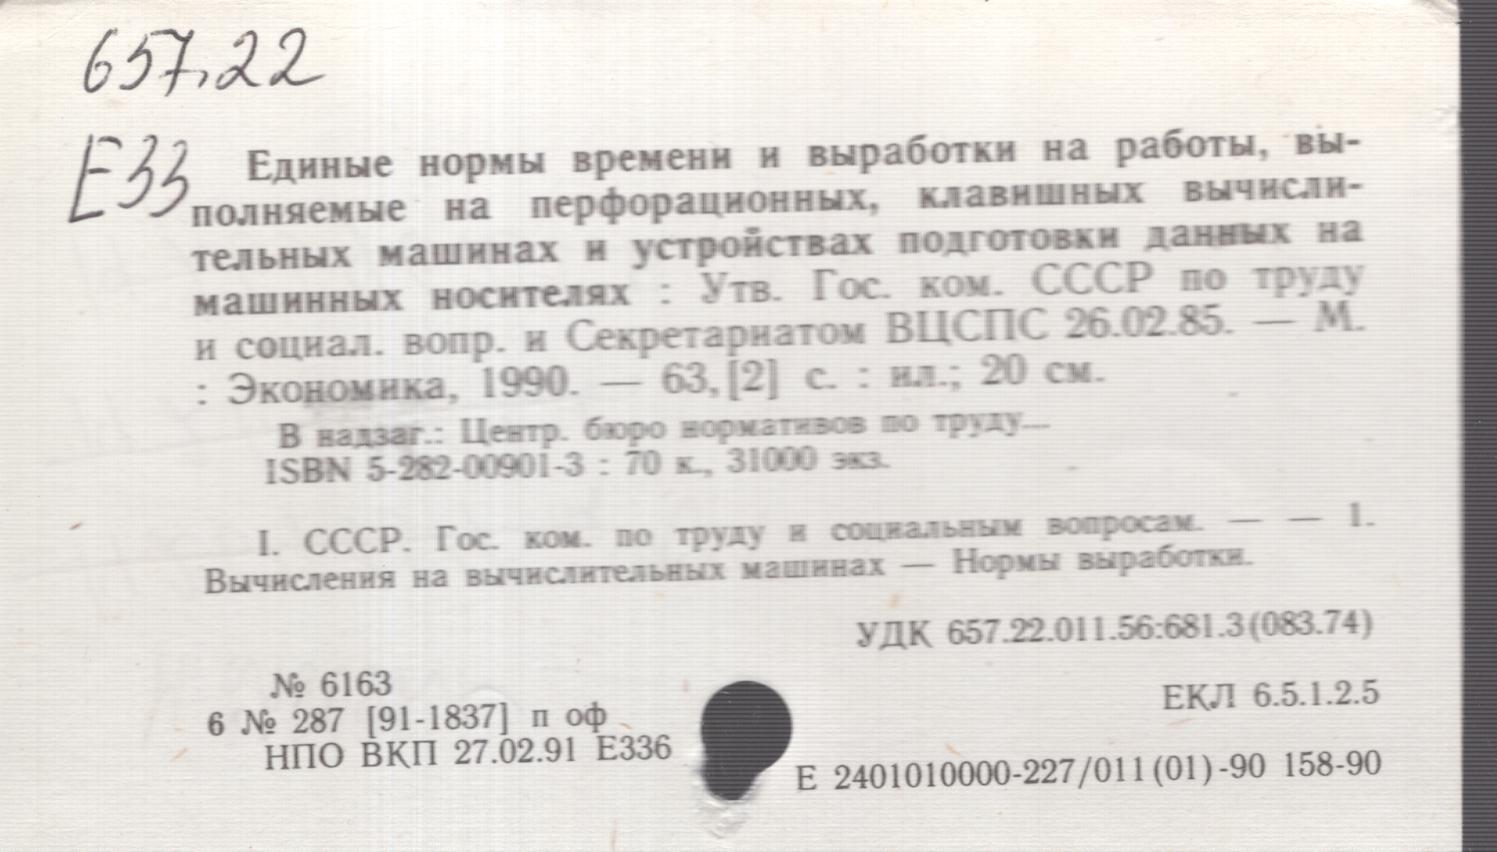 657.22
Е33
Единые нормы времени и выработки на работы, вы-
полняемые на перфорационных, клавишных вычисли-
тельных машинах и устройствах подготовки данных на
машинных носителях : Утв. Гос. ком. СССР по труду
и социал. вопр. и Секретариатом ВЦСПС 26.02.85. — М.
: Экономика, 1990. — 63, [2] с. : ил.; 20 см.
В надзаг.: Центр. бюро нормативов по труду...
ISBN 5-282-00901-3 : 70 к., 31000 экз.
I. СССР. Гос. ком. по труду и социальным вопросам. — — 1.
Вычисления на вычислительных машинах — Нормы выработки.
УДК 657.22.011.56:681.3(083.74)
№ 6163
ЕКЛ 6.5.1.2.5
6 № 287 [91-1837] п оф
НПО ВКП 27.02.91 Е336
Е 2401010000-227/011(01)-90 158-90